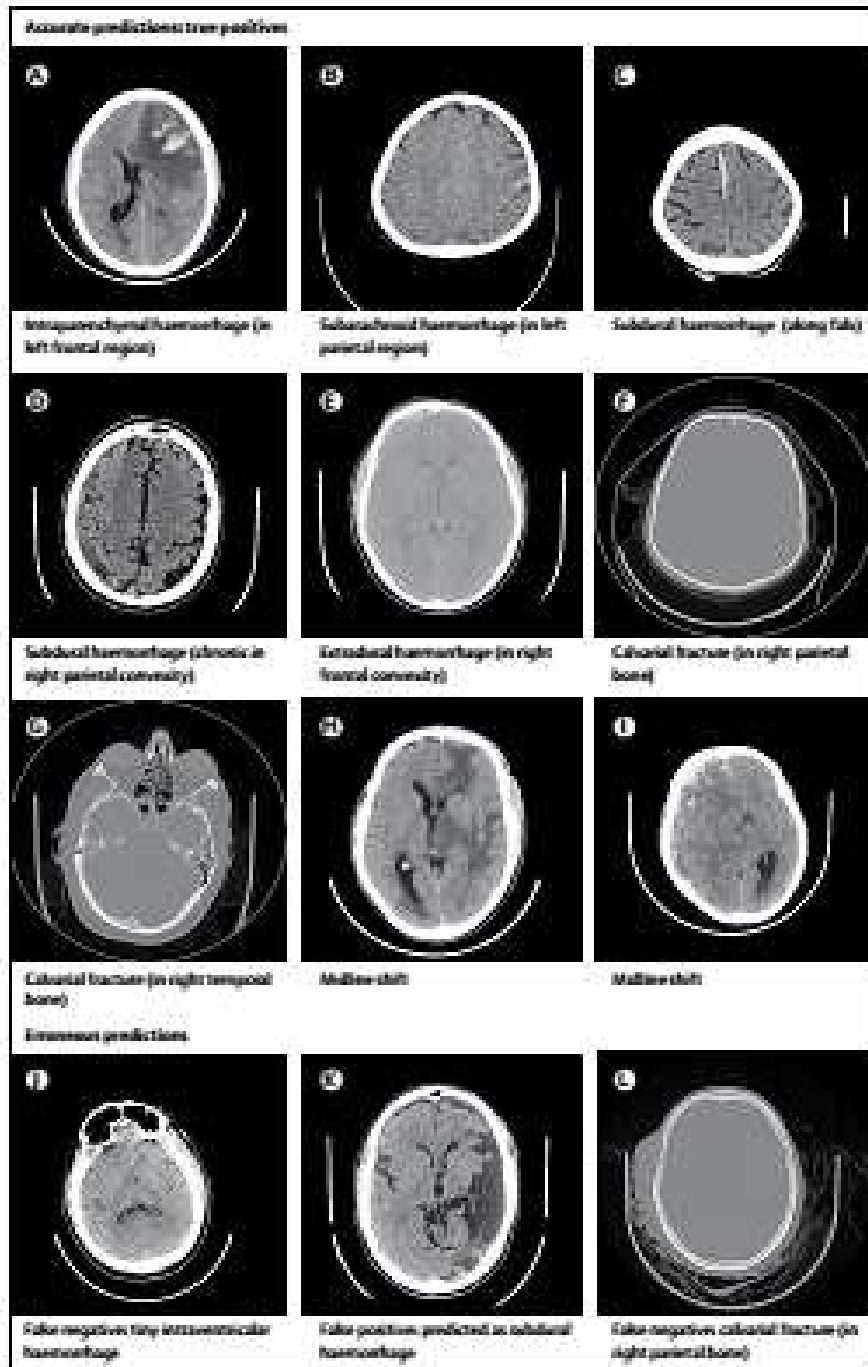 Accurate predictions: true positives
A
B
C
Intraparenchymal haemorrhage (in
left frontal region)
Subarachnoid haemorrhage (in left
parietal region)
Subdural haemorrhage (along falx)
D
E
F
Subdural haemorrhage (chronic in
right parietal convexity)
Extradural haemorrhage (in right
frontal convexity)
Calvarial fracture (in right parietal
bone)
G
H
I
Calvarial fracture (in right temporal
bone)
Midline shift
Midline shift
Erroneous predictions
J
K
L
False negative: tiny intraventricular
haemorrhage
False positive: predicted as subdural
haemorrhage
False negative: calvarial fracture (in
right parietal bone)